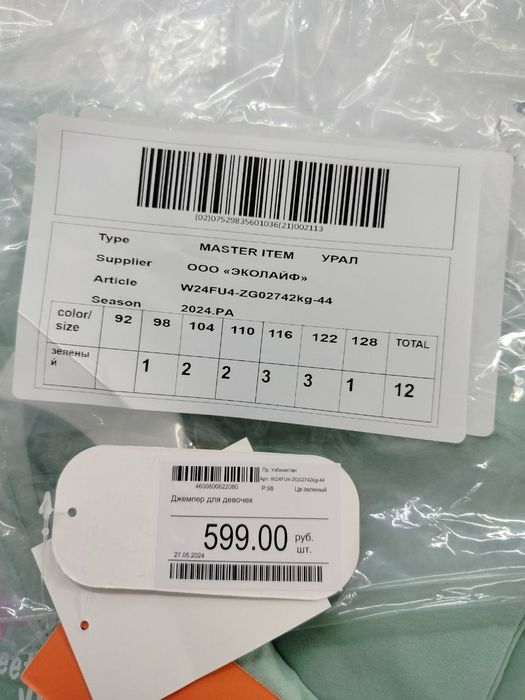 (02)07529835601036(21)002113
Type MASTER ITEM УРАЛ
Supplier ООО «ЭКОЛАЙФ»
Article W24FU4-ZG02742kg-44
Season 2024.PA
color/size 92 98 104 110 116 122 128 TOTAL
зелёный 1 2 2 3 3 1 12
Пр. Узбекистан
Арт. W24FU4-ZG02742kg-44
4600800622080 Р.98 Цв.зеленый
Джемпер для девочек
599.00 руб.
шт.
27.05.2024